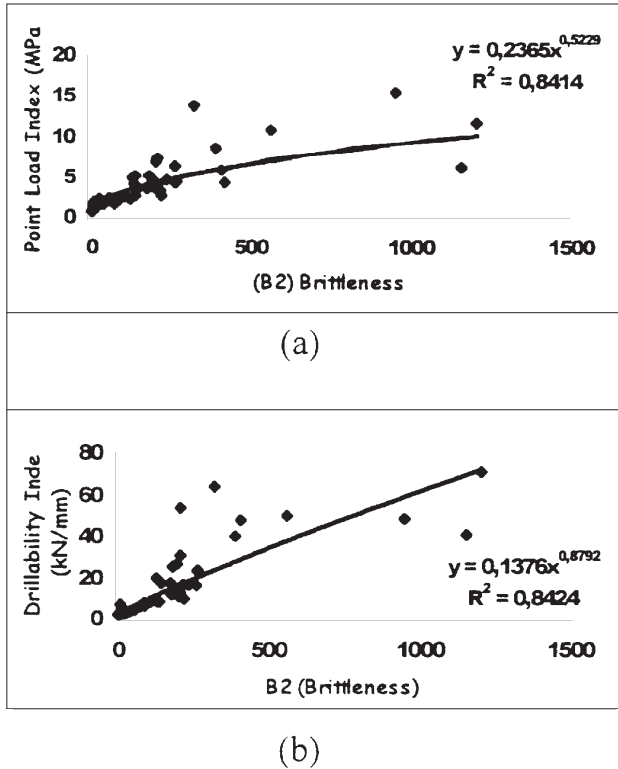 20
15
10
5
0
Point Load Index (MPa
y = 0,2365x^0,5229
R² = 0,8414
0 500 1000 1500
(B2) Brittleness
(a)
80
60
40
20
0
Drillability Inde
(kN/mm)
y = 0,1376x^0,8792
R² = 0,8424
0 500 1000 1500
B2 (Brittleness)
(b)